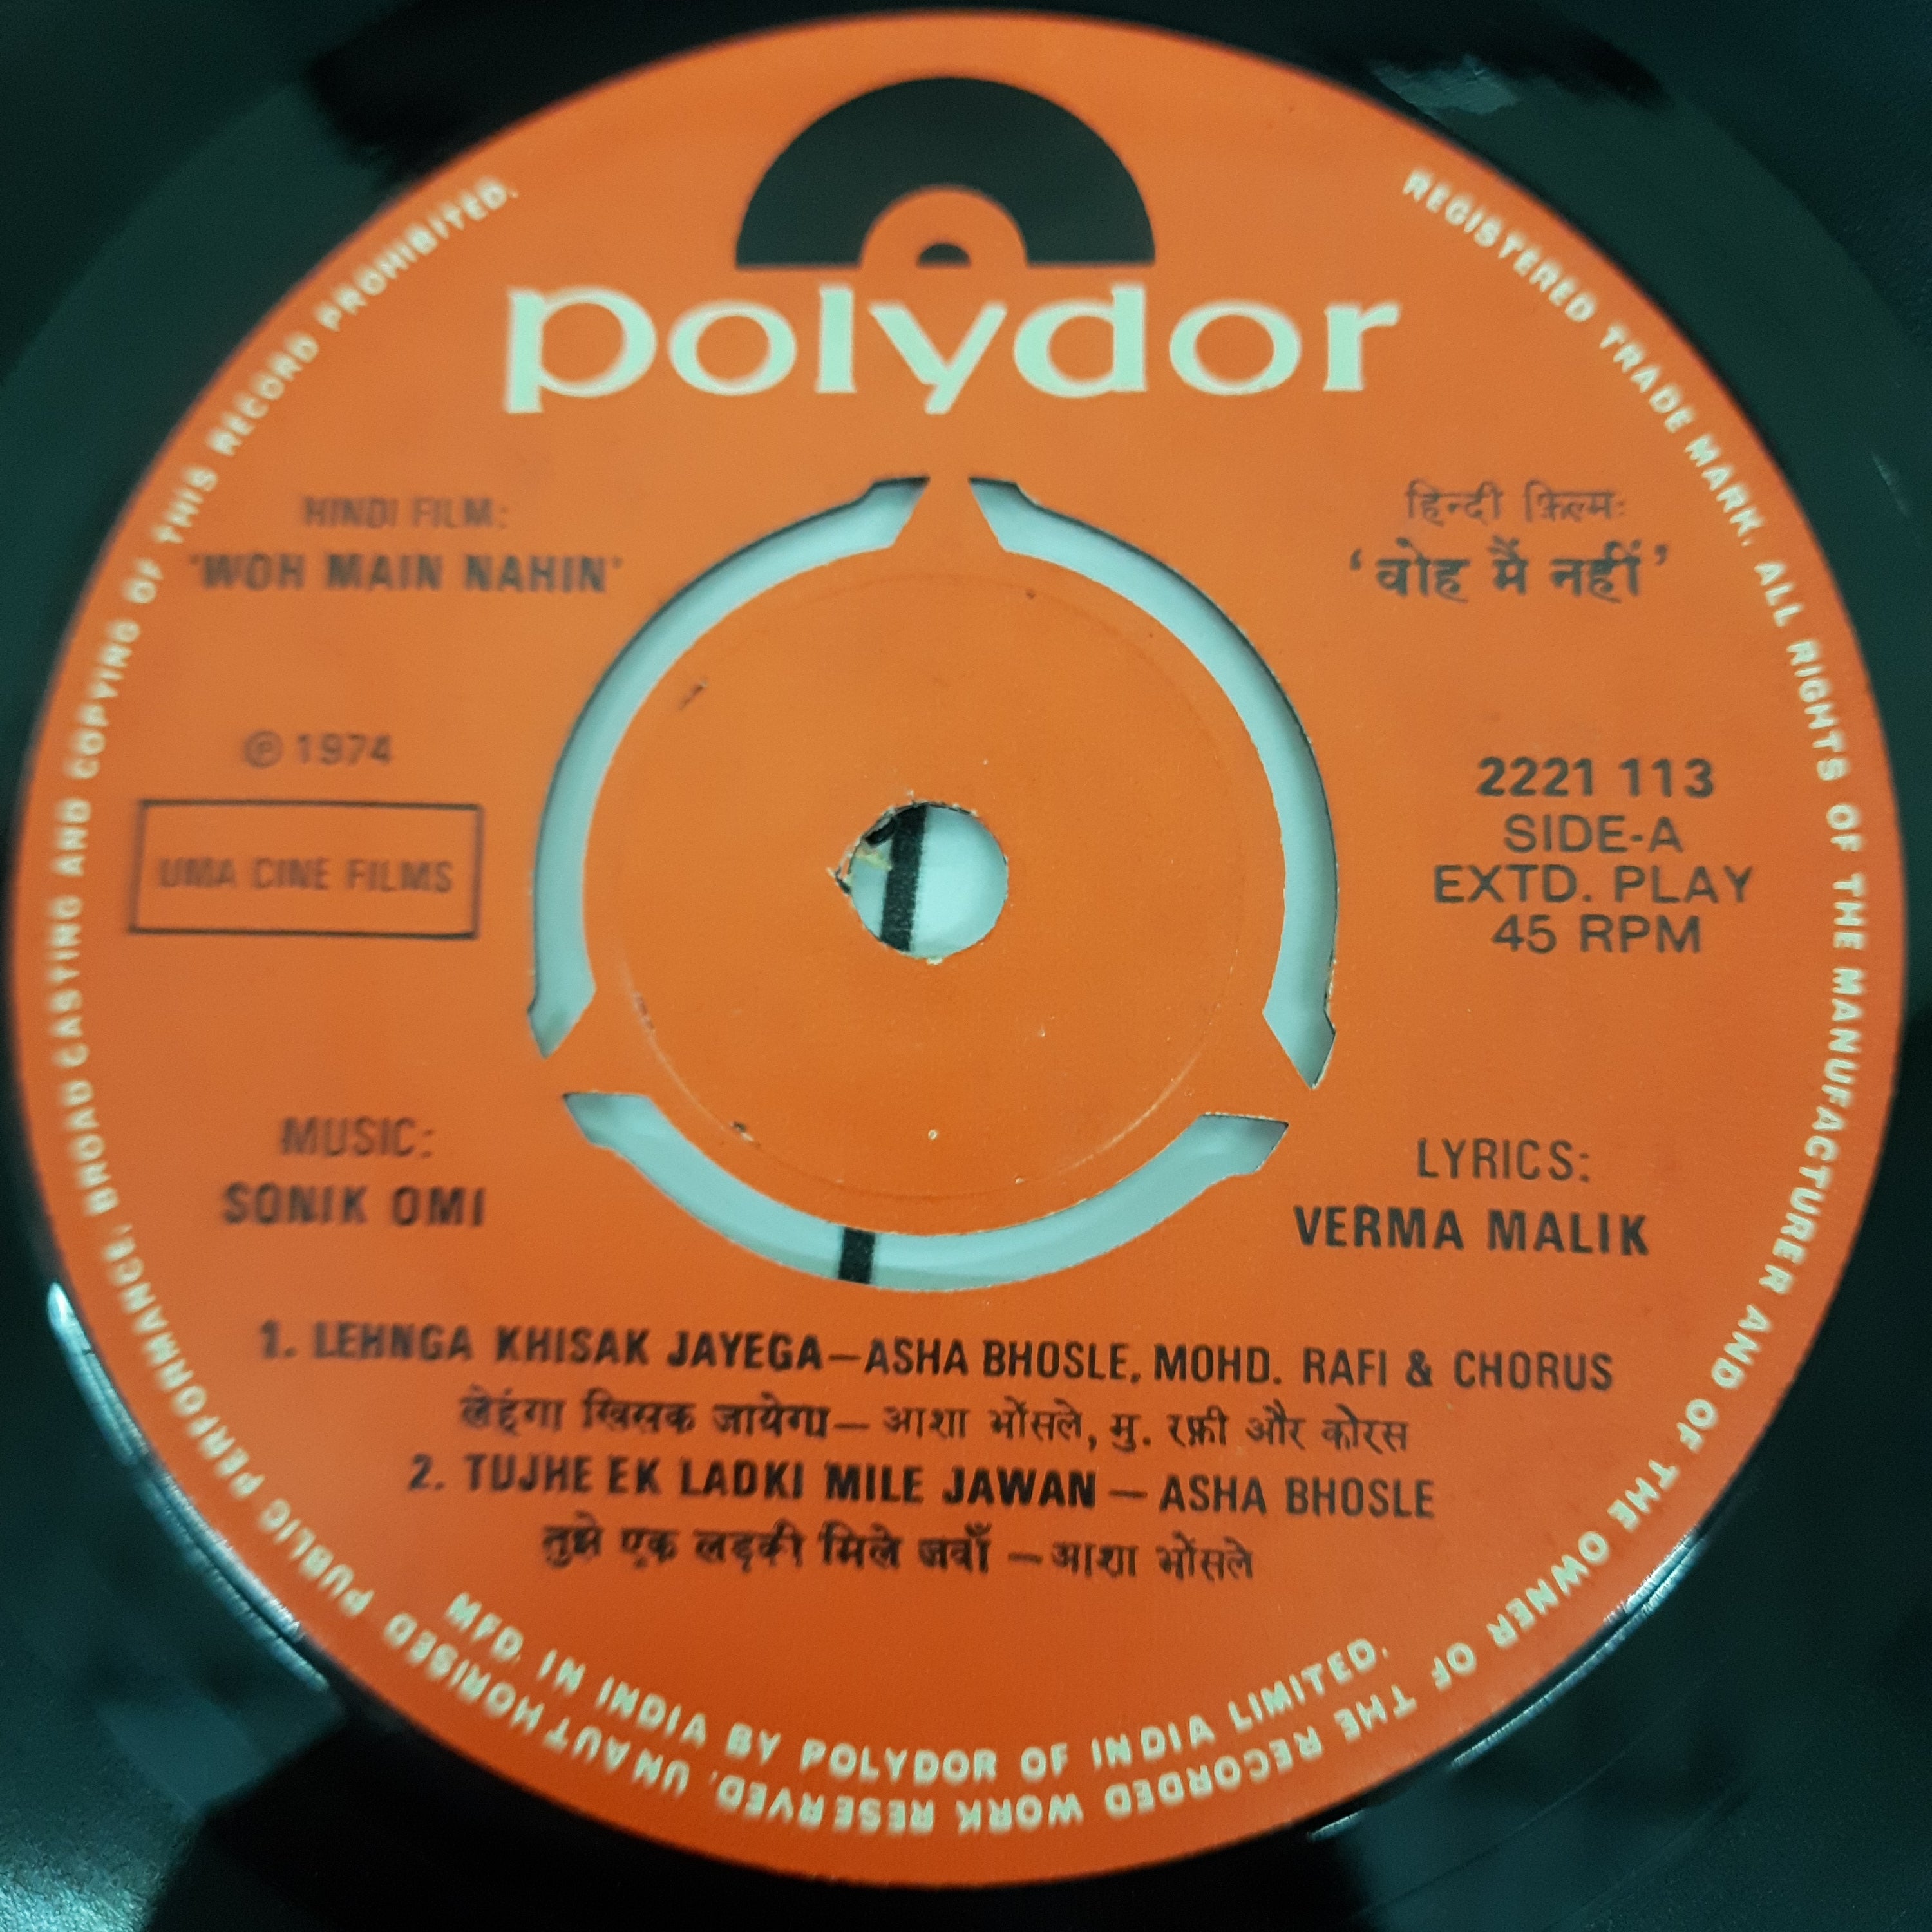 polydor
HINDI FILM:
'WOH MAIN NAHIN'
हिन्दी फ़िल्म:
‘वोह मैं नहीं’
℗ 1974
UMA CINE FILMS
2221 113
SIDE-A
EXTD. PLAY
45 RPM
MUSIC:
SONIK OMI
LYRICS:
VERMA MALIK
1. LEHNGA KHISAK JAYEGA—ASHA BHOSLE, MOHD. RAFI & CHORUS
लेहंगा खिसक जायेगा— आशा भोंसले, मु. रफ़ी और कोरस
2. TUJHE EK LADKI MILE JAWAN — ASHA BHOSLE
तुझे एक लड़की मिले जवाँ —आशा भोंसले
MFD. IN INDIA BY POLYDOR OF INDIA LIMITED.
REGISTERED TRADE MARK. ALL RIGHTS OF THE MANUFACTURER AND OF THE OWNER OF THE RECORDED WORK RESERVED. UNAUTHORISED PUBLIC PERFORMANCE, BROADCASTING AND COPYING OF THIS RECORD PROHIBITED.